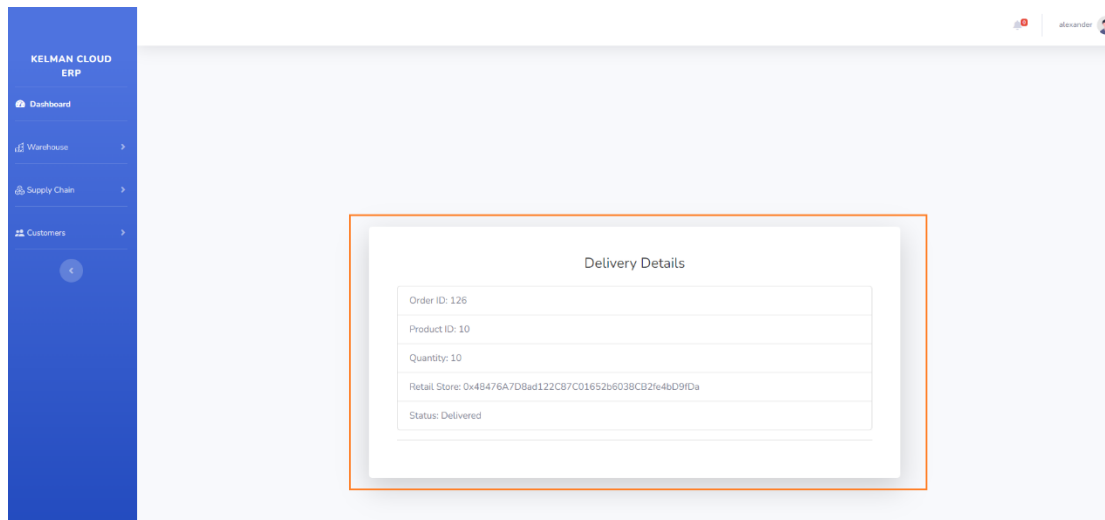 0
alexander
KELMAN CLOUD
ERP
Dashboard
Warehouse
Supply Chain
Customers
Delivery Details
Order ID: 126
Product ID: 10
Quantity: 10
Retail Store: 0x48476A7D8ad122C87C01652b6038CB2fe4bD9fDa
Status: Delivered